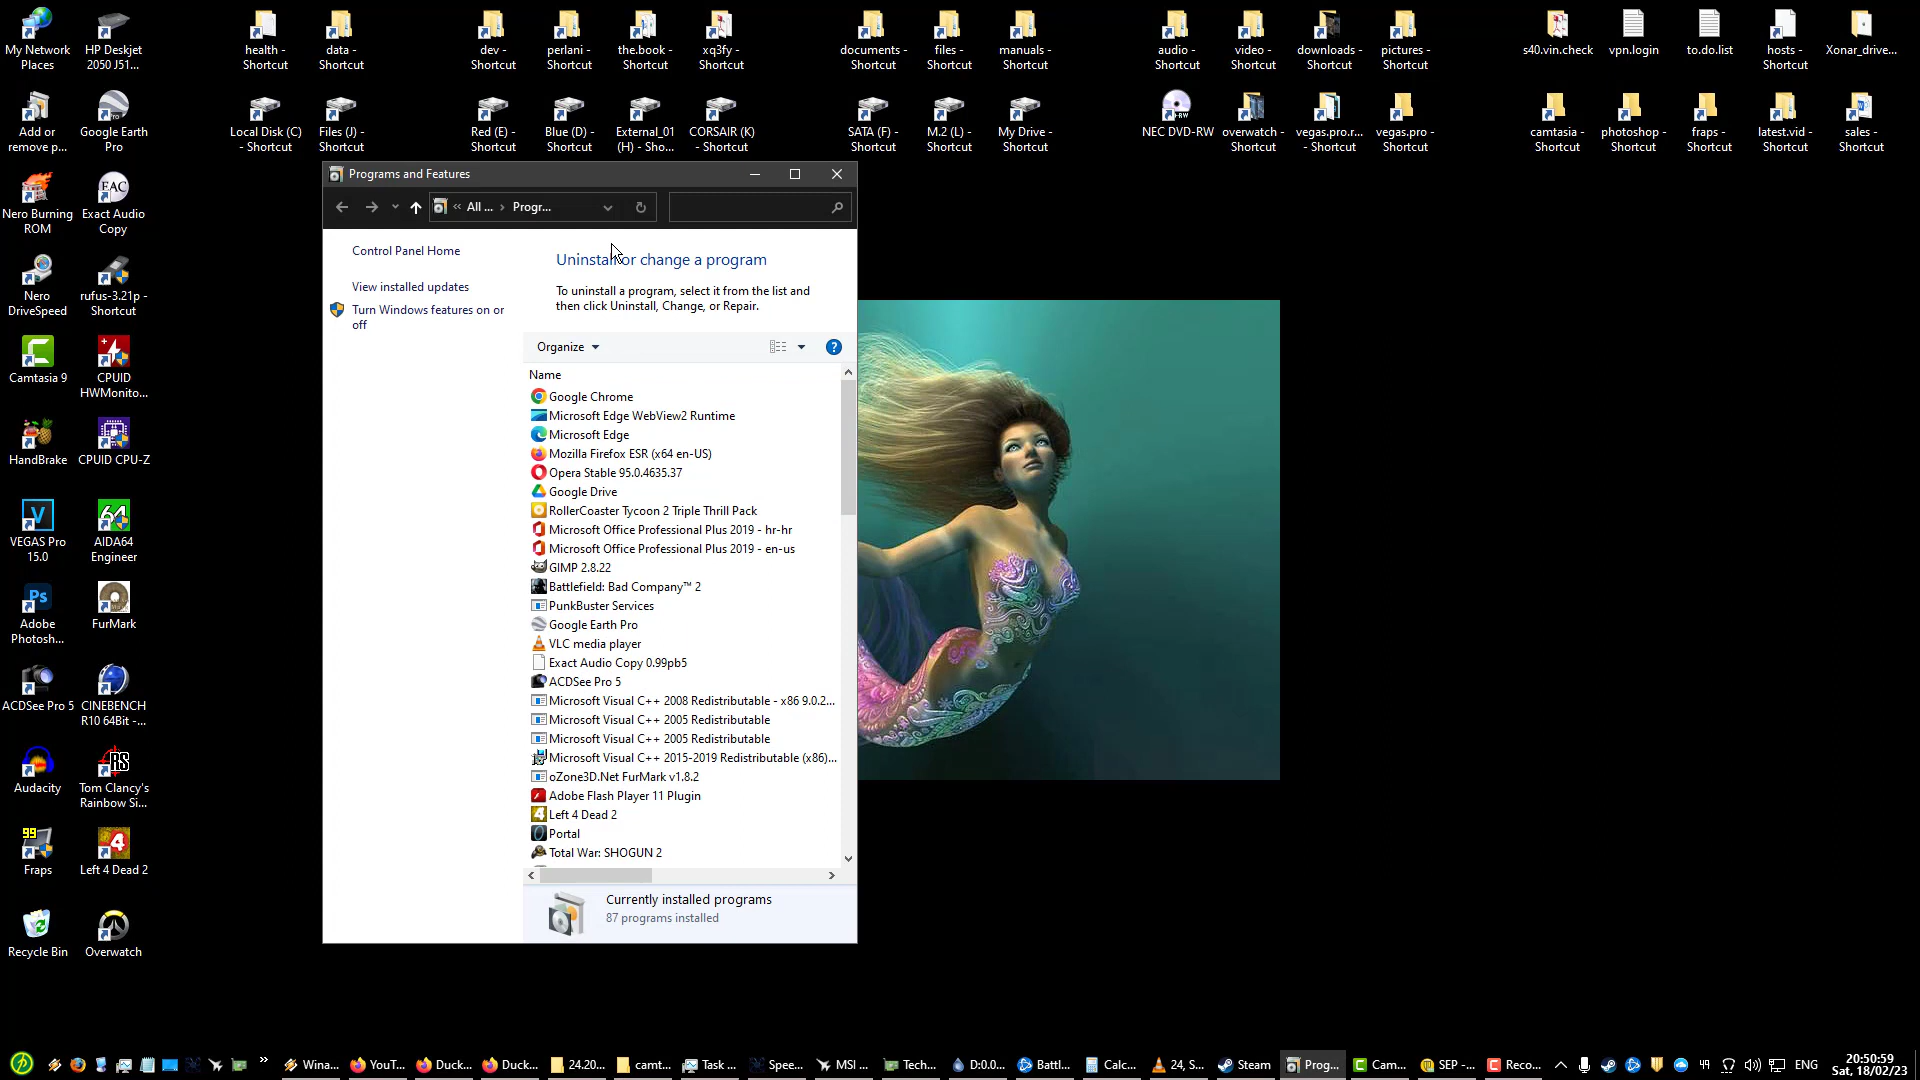 My Network
Places
HP Deskjet
2050 J51...
health -
Shortcut
data -
Shortcut
dev -
Shortcut
perlani -
Shortcut
the.book -
Shortcut
xq3fy -
Shortcut
documents -
Shortcut
files -
Shortcut
manuals -
Shortcut
audio -
Shortcut
video -
Shortcut
downloads -
Shortcut
pictures -
Shortcut
s40.vin.check
vpn.login
to.do.list
hosts -
Shortcut
Xonar_drive...
Add or
remove p...
Google Earth
Pro
Local Disk (C)
- Shortcut
Files (J) -
Shortcut
Red (E) -
Shortcut
Blue (D) -
Shortcut
External_01
(H) - Sho...
CORSAIR (K)
- Shortcut
SATA (F) -
Shortcut
M.2 (L) -
Shortcut
My Drive -
Shortcut
NEC DVD-RW
overwatch -
Shortcut
vegas.pro.r...
- Shortcut
vegas.pro -
Shortcut
camtasia -
Shortcut
photoshop -
Shortcut
fraps -
Shortcut
latest.vid -
Shortcut
sales -
Shortcut
Nero Burning
ROM
EAC
Exact Audio
Copy
Nero
DriveSpeed
rufus-3.21p -
Shortcut
Camtasia 9
CPUID
HWMonito...
HandBrake
CPUID CPU-Z
VEGAS Pro
15.0
64
AIDA64
Engineer
Ps
Adobe
Photosh...
FurMark
ACDSee Pro 5
CINEBENCH
R10 64Bit -...
Audacity
RS
Tom Clancy's
Rainbow Si...
99
Fraps
4
Left 4 Dead 2
Recycle Bin
Overwatch
Programs and Features
« All ... › Progr...
Control Panel Home
View installed updates
Turn Windows features on or
off
Uninstall or change a program
To uninstall a program, select it from the list and
then click Uninstall, Change, or Repair.
Organize
Name
Google Chrome
Microsoft Edge WebView2 Runtime
Microsoft Edge
Mozilla Firefox ESR (x64 en-US)
Opera Stable 95.0.4635.37
Google Drive
RollerCoaster Tycoon 2 Triple Thrill Pack
Microsoft Office Professional Plus 2019 - hr-hr
Microsoft Office Professional Plus 2019 - en-us
GIMP 2.8.22
Battlefield: Bad Company™ 2
PunkBuster Services
Google Earth Pro
VLC media player
Exact Audio Copy 0.99pb5
ACDSee Pro 5
Microsoft Visual C++ 2008 Redistributable - x86 9.0.2...
Microsoft Visual C++ 2005 Redistributable
Microsoft Visual C++ 2005 Redistributable
Microsoft Visual C++ 2015-2019 Redistributable (x86)...
oZone3D.Net FurMark v1.8.2
Adobe Flash Player 11 Plugin
Left 4 Dead 2
Portal
Total War: SHOGUN 2
Currently installed programs
87 programs installed
Wina... YouT... Duck... Duck... 24.20... camt... Task ... Spee... MSI ... Tech... D:0.0... Battl... Calc... 24, S... Steam Prog... Cam... SEP -... Reco... ENG
20:50:59
Sat, 18/02/23